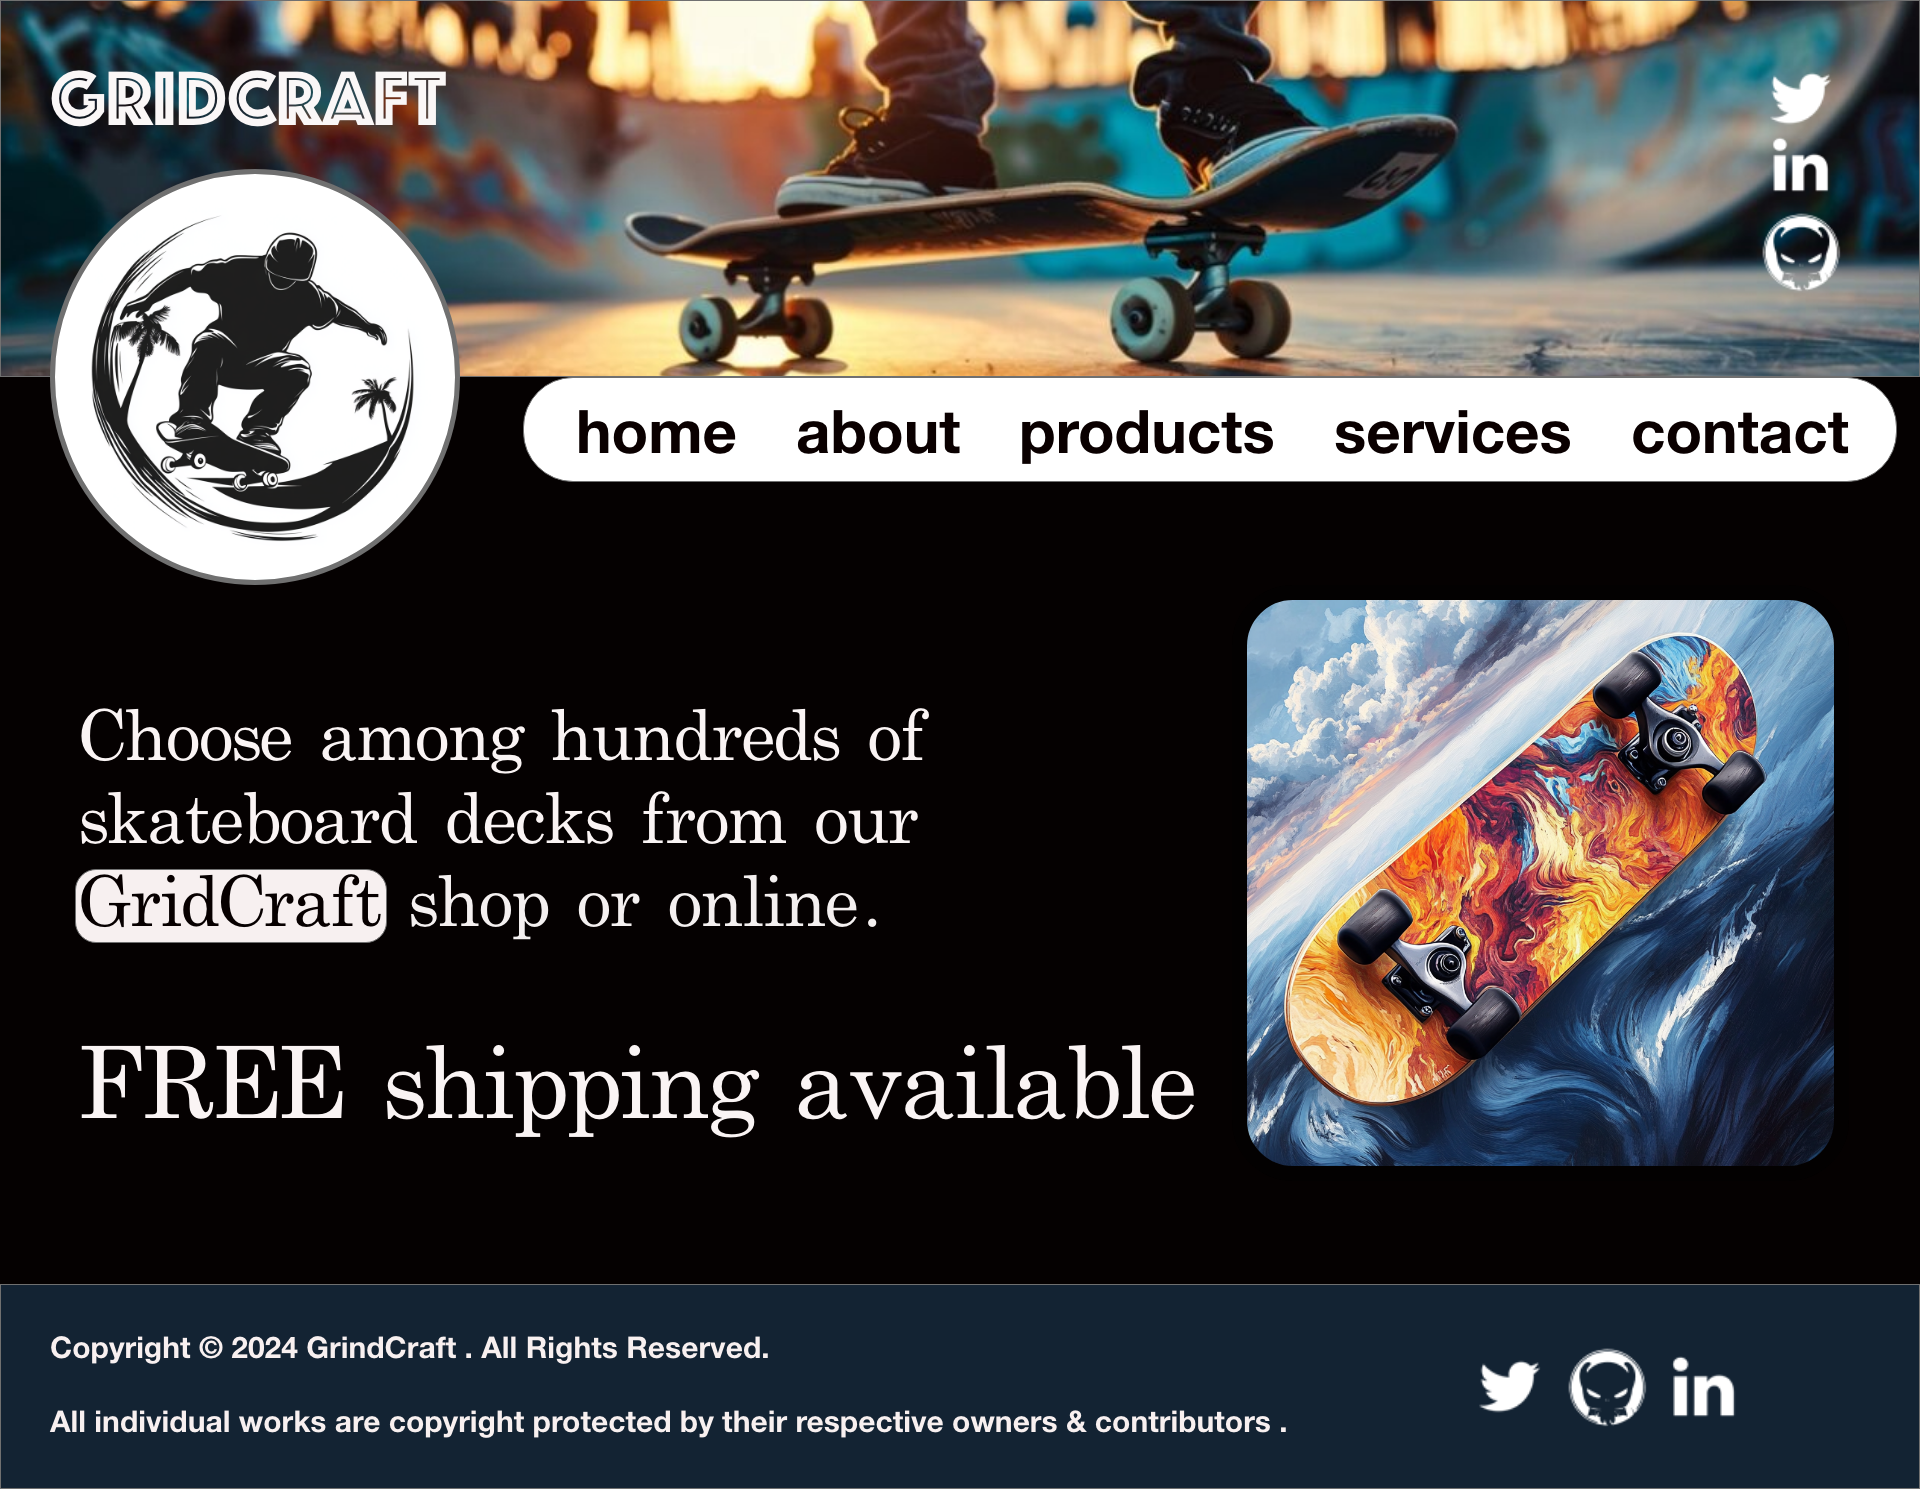 GRIDCRAFT
in
home about products services contact
Choose among hundreds of
skateboard decks from our
GridCraft shop or online.
FREE shipping available
Copyright © 2024 GrindCraft . All Rights Reserved.
All individual works are copyright protected by their respective owners & contributors .
in